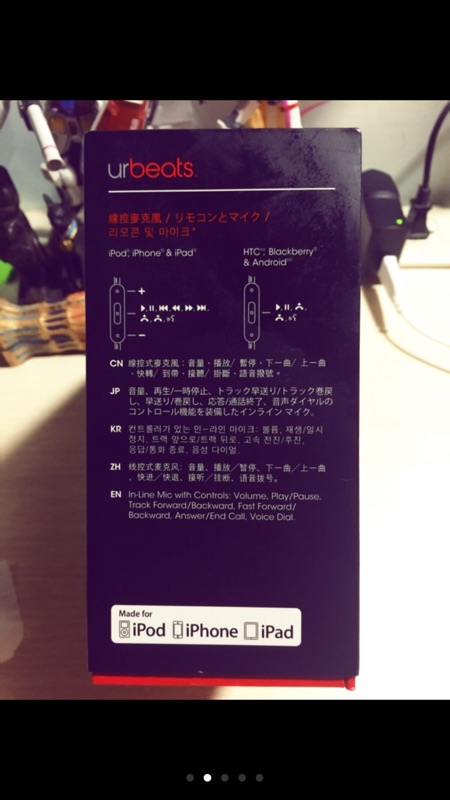 urbeats™
線控麥克風 / リモコンとマイク /
리모콘 및 마이크*
iPod®, iPhone® & iPad®
HTC™, Blackberry®
& Android™
CN 線控式麥克風：音量、播放/ 暫停、下一曲/ 上一曲
、快轉/ 到帶、接聽/ 掛斷、語音撥號。
JP 音量、再生/一時停止、トラック早送り/トラック巻戻
し、早送り/巻戻し、応答/通話終了、音声ダイヤルの
コントロール機能を装備したインライン マイク。
KR 컨트롤러가 있는 인-라인 마이크: 볼륨, 재생/일시
정지, 트랙 앞으로/트랙 뒤로, 고속 전진/후진,
응답/통화 종료, 음성 다이얼.
ZH 线控式麦克风：音量、播放／暂停、下一曲／上一曲
、快进／快退、接听／挂断、语音拨号。
EN In-Line Mic with Controls: Volume, Play/Pause,
Track Forward/Backward, Fast Forward/
Backward, Answer/End Call, Voice Dial.
Made for
iPod iPhone iPad